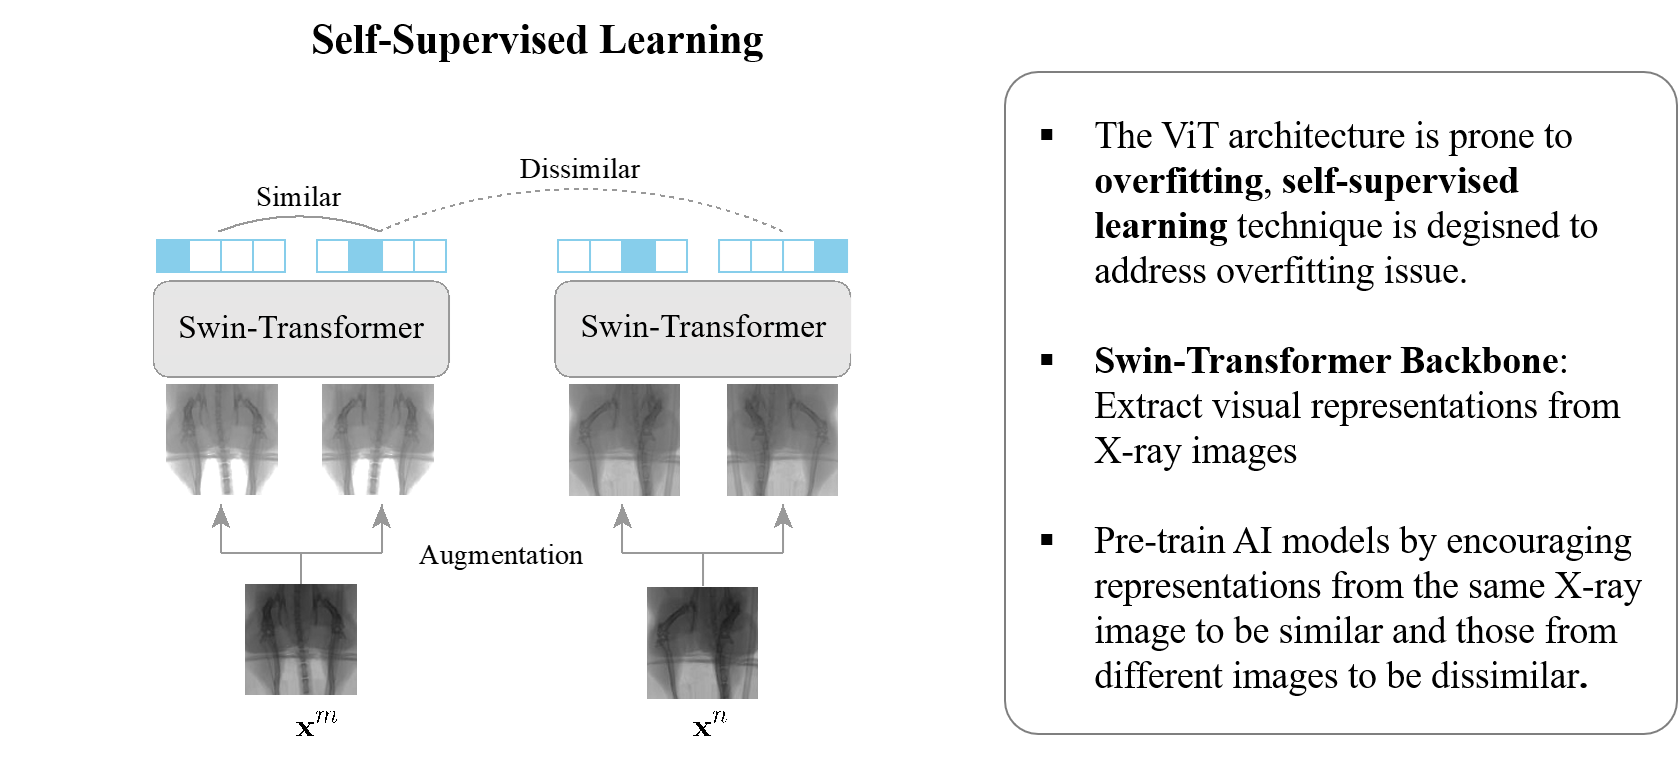 Self-Supervised Learning
Dissimilar
Similar
Swin-Transformer
Swin-Transformer
Augmentation
x^m
x^n
▪ The ViT architecture is prone to
overfitting, self-supervised
learning technique is degisned to
address overfitting issue.
▪ Swin-Transformer Backbone:
Extract visual representations from
X-ray images
▪ Pre-train AI models by encouraging
representations from the same X-ray
image to be similar and those from
different images to be dissimilar.